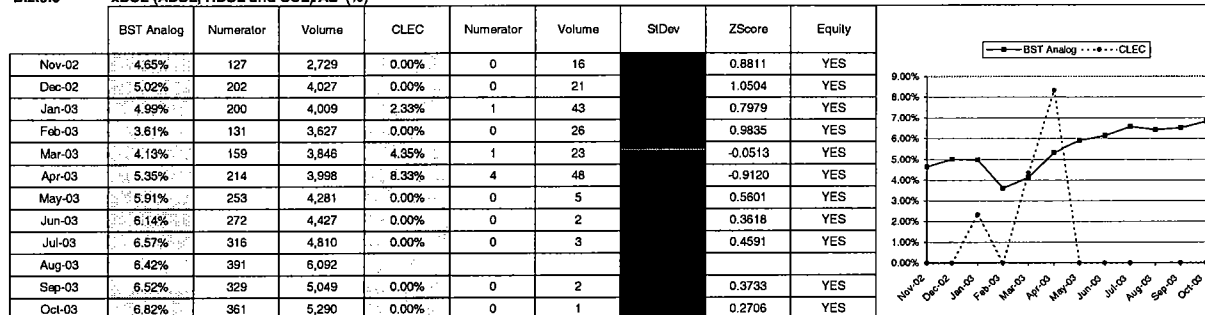 xDSL (ADSL, HDSL and UCL)/AL (%)
BST Analog Numerator Volume CLEC Numerator Volume StDev ZScore Equity
Nov-02 4.65% 127 2,729 0.00% 0 16 0.8811 YES
Dec-02 5.02% 202 4,027 0.00% 0 21 1.0504 YES
Jan-03 4.99% 200 4,009 2.33% 1 43 0.7979 YES
Feb-03 3.61% 131 3,627 0.00% 0 26 0.9835 YES
Mar-03 4.13% 159 3,846 4.35% 1 23 -0.0513 YES
Apr-03 5.35% 214 3,998 8.33% 4 48 -0.9120 YES
May-03 5.91% 253 4,281 0.00% 0 5 0.5601 YES
Jun-03 6.14% 272 4,427 0.00% 0 2 0.3618 YES
Jul-03 6.57% 316 4,810 0.00% 0 3 0.4591 YES
Aug-03 6.42% 391 6,092
Sep-03 6.52% 329 5,049 0.00% 0 2 0.3733 YES
Oct-03 6.82% 361 5,290 0.00% 0 1 0.2706 YES
BST Analog CLEC
9.00%
8.00%
7.00%
6.00%
5.00%
4.00%
3.00%
2.00%
1.00%
0.00%
Nov-02 Dec-02 Jan-03 Feb-03 Mar-03 Apr-03 May-03 Jun-03 Jul-03 Aug-03 Sep-03 Oct-03